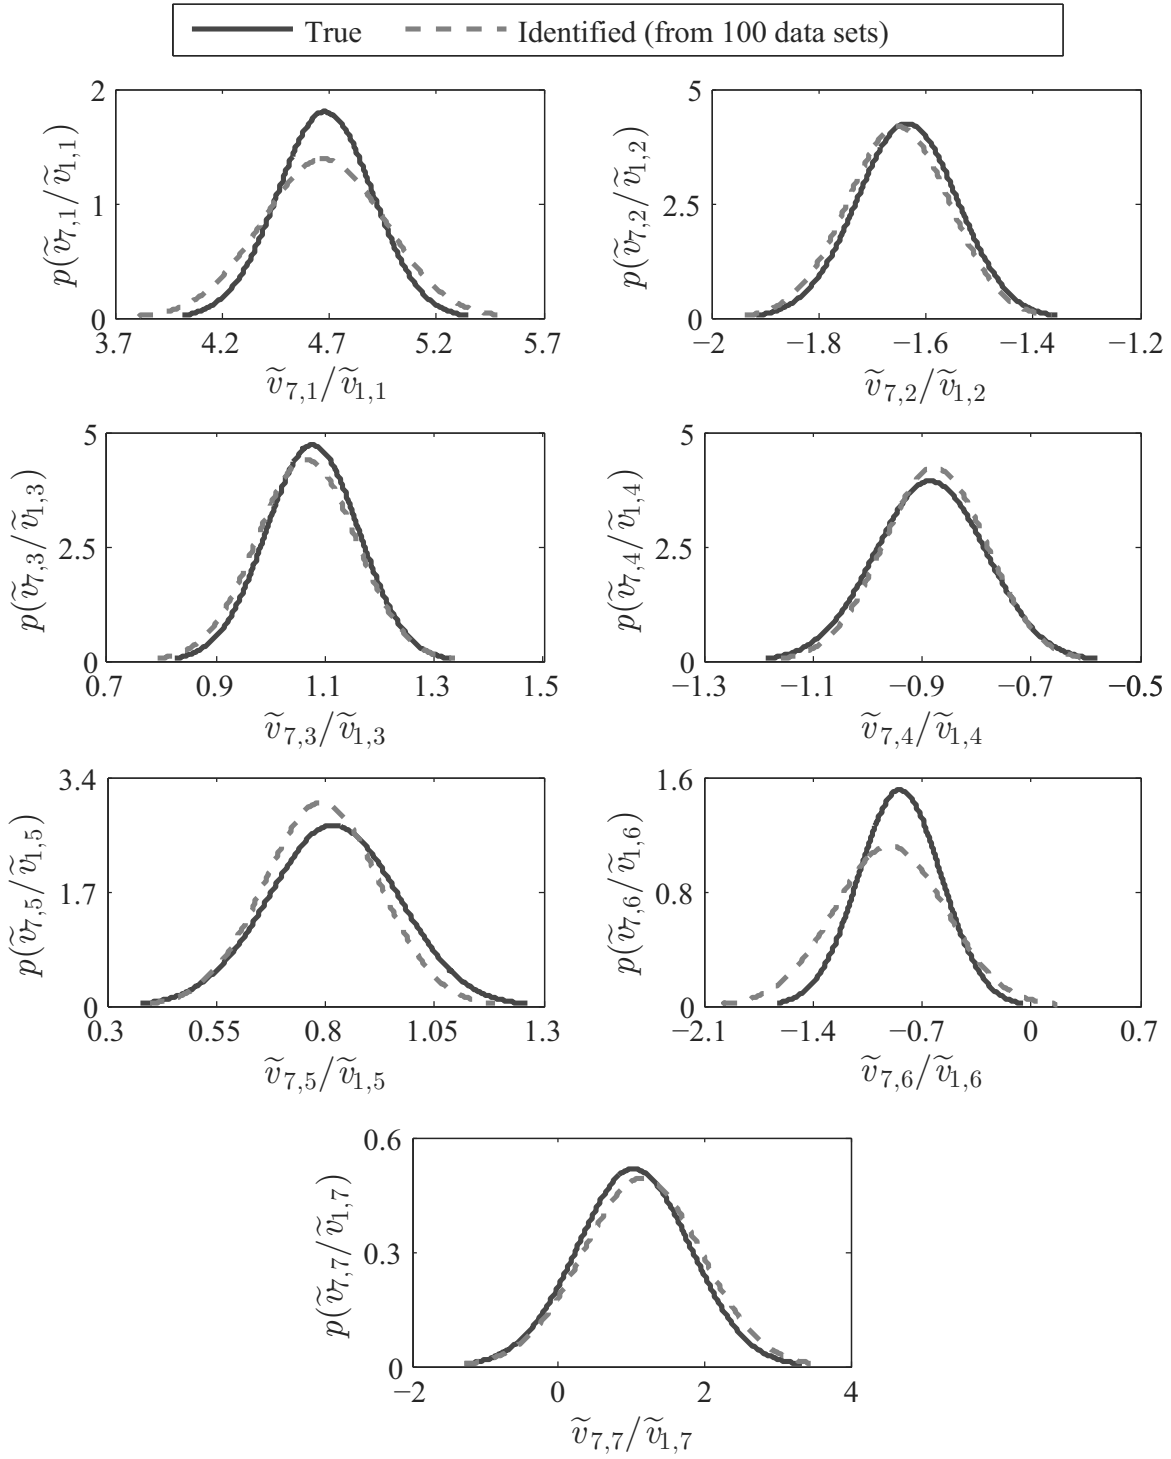 True Identified (from 100 data sets)
p(ṽ7,1/ṽ1,1)
2
1
0
3.7 4.2 4.7 5.2 5.7
ṽ7,1/ṽ1,1
p(ṽ7,2/ṽ1,2)
5
2.5
0
−2 −1.8 −1.6 −1.4 −1.2
ṽ7,2/ṽ1,2
p(ṽ7,3/ṽ1,3)
5
2.5
0
0.7 0.9 1.1 1.3 1.5
ṽ7,3/ṽ1,3
p(ṽ7,4/ṽ1,4)
5
2.5
0
−1.3 −1.1 −0.9 −0.7 −0.5
ṽ7,4/ṽ1,4
p(ṽ7,5/ṽ1,5)
3.4
1.7
0
0.3 0.55 0.8 1.05 1.3
ṽ7,5/ṽ1,5
p(ṽ7,6/ṽ1,6)
1.6
0.8
0
−2.1 −1.4 −0.7 0 0.7
ṽ7,6/ṽ1,6
p(ṽ7,7/ṽ1,7)
0.6
0.3
0
−2 0 2 4
ṽ7,7/ṽ1,7